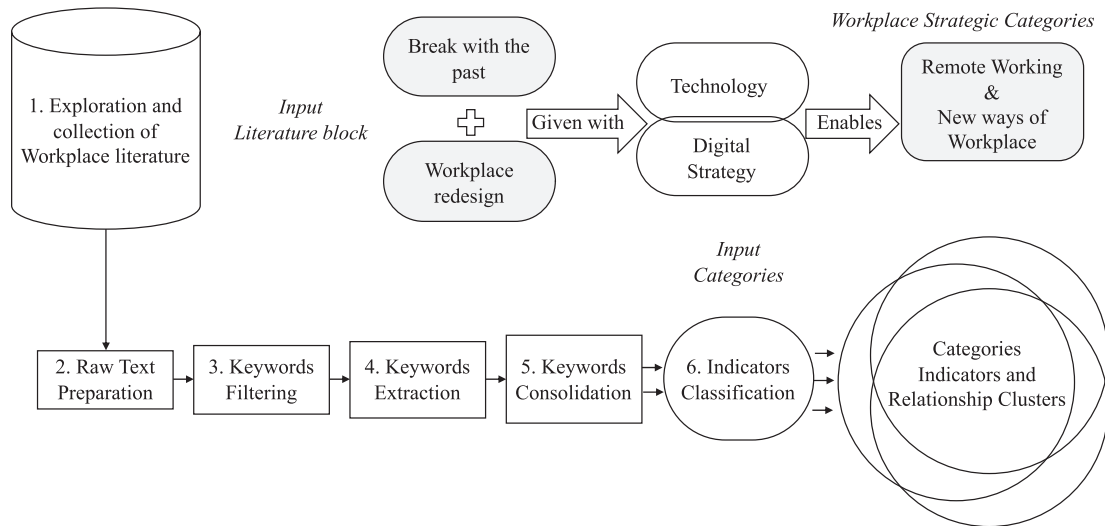 Workplace Strategic Categories
1. Exploration and
collection of
Workplace literature
Input
Literature block
Break with the
past
Workplace
redesign
Given with
Technology
Digital
Strategy
Enables
Remote Working
&
New ways of
Workplace
Input
Categories
2. Raw Text
Preparation
3. Keywords
Filtering
4. Keywords
Extraction
5. Keywords
Consolidation
6. Indicators
Classification
Categories
Indicators and
Relationship Clusters